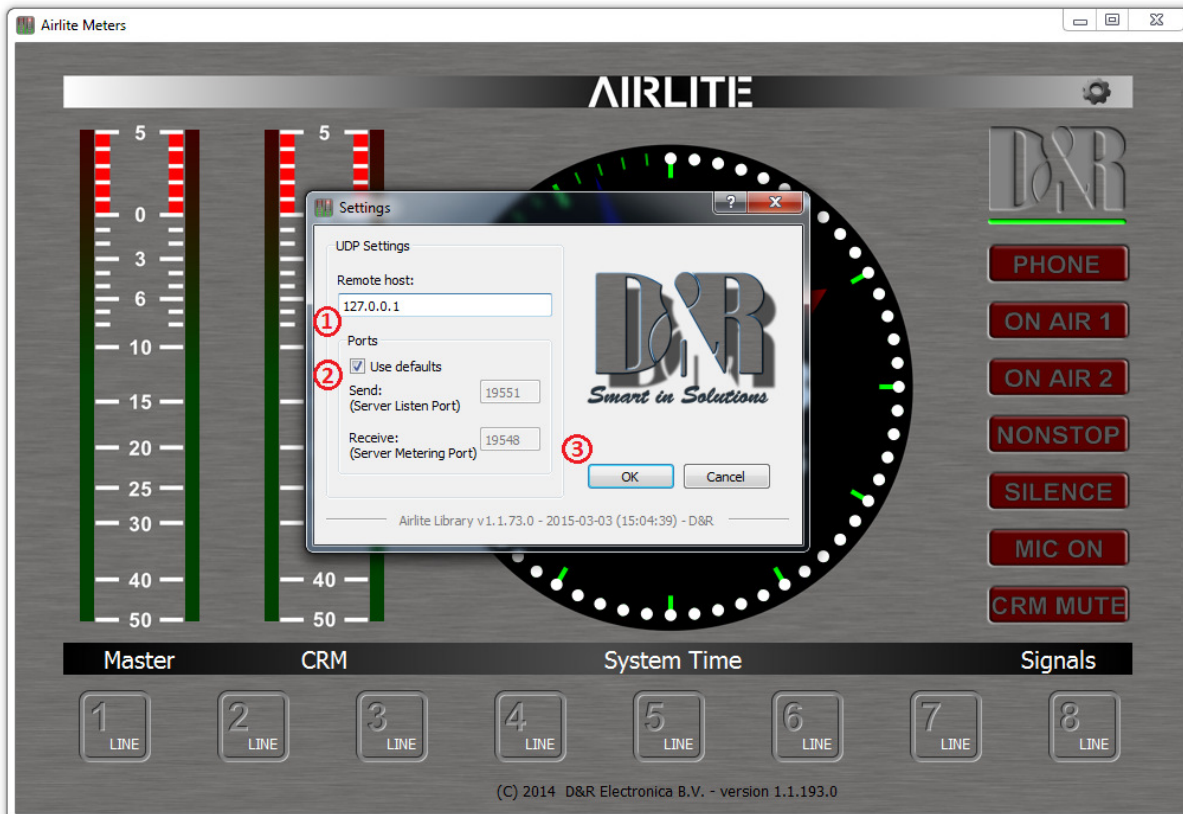 Airlite Meters
AIRLITE
5
0
3
6
10
15
20
25
30
40
50
5
40
50
D&R
PHONE
ON AIR 1
ON AIR 2
NONSTOP
SILENCE
MIC ON
CRM MUTE
Settings
?
UDP Settings
Remote host:
127.0.0.1
1
Ports
2
Use defaults
Send:
(Server Listen Port)
19551
Receive:
(Server Metering Port)
19548
D&R
Smart in Solutions
3
OK
Cancel
Airlite Library v1.1.73.0 - 2015-03-03 (15:04:39) - D&R
Master
CRM
System Time
Signals
1 LINE
2 LINE
3 LINE
4 LINE
5 LINE
6 LINE
7 LINE
8 LINE
(C) 2014 D&R Electronica B.V. - version 1.1.193.0